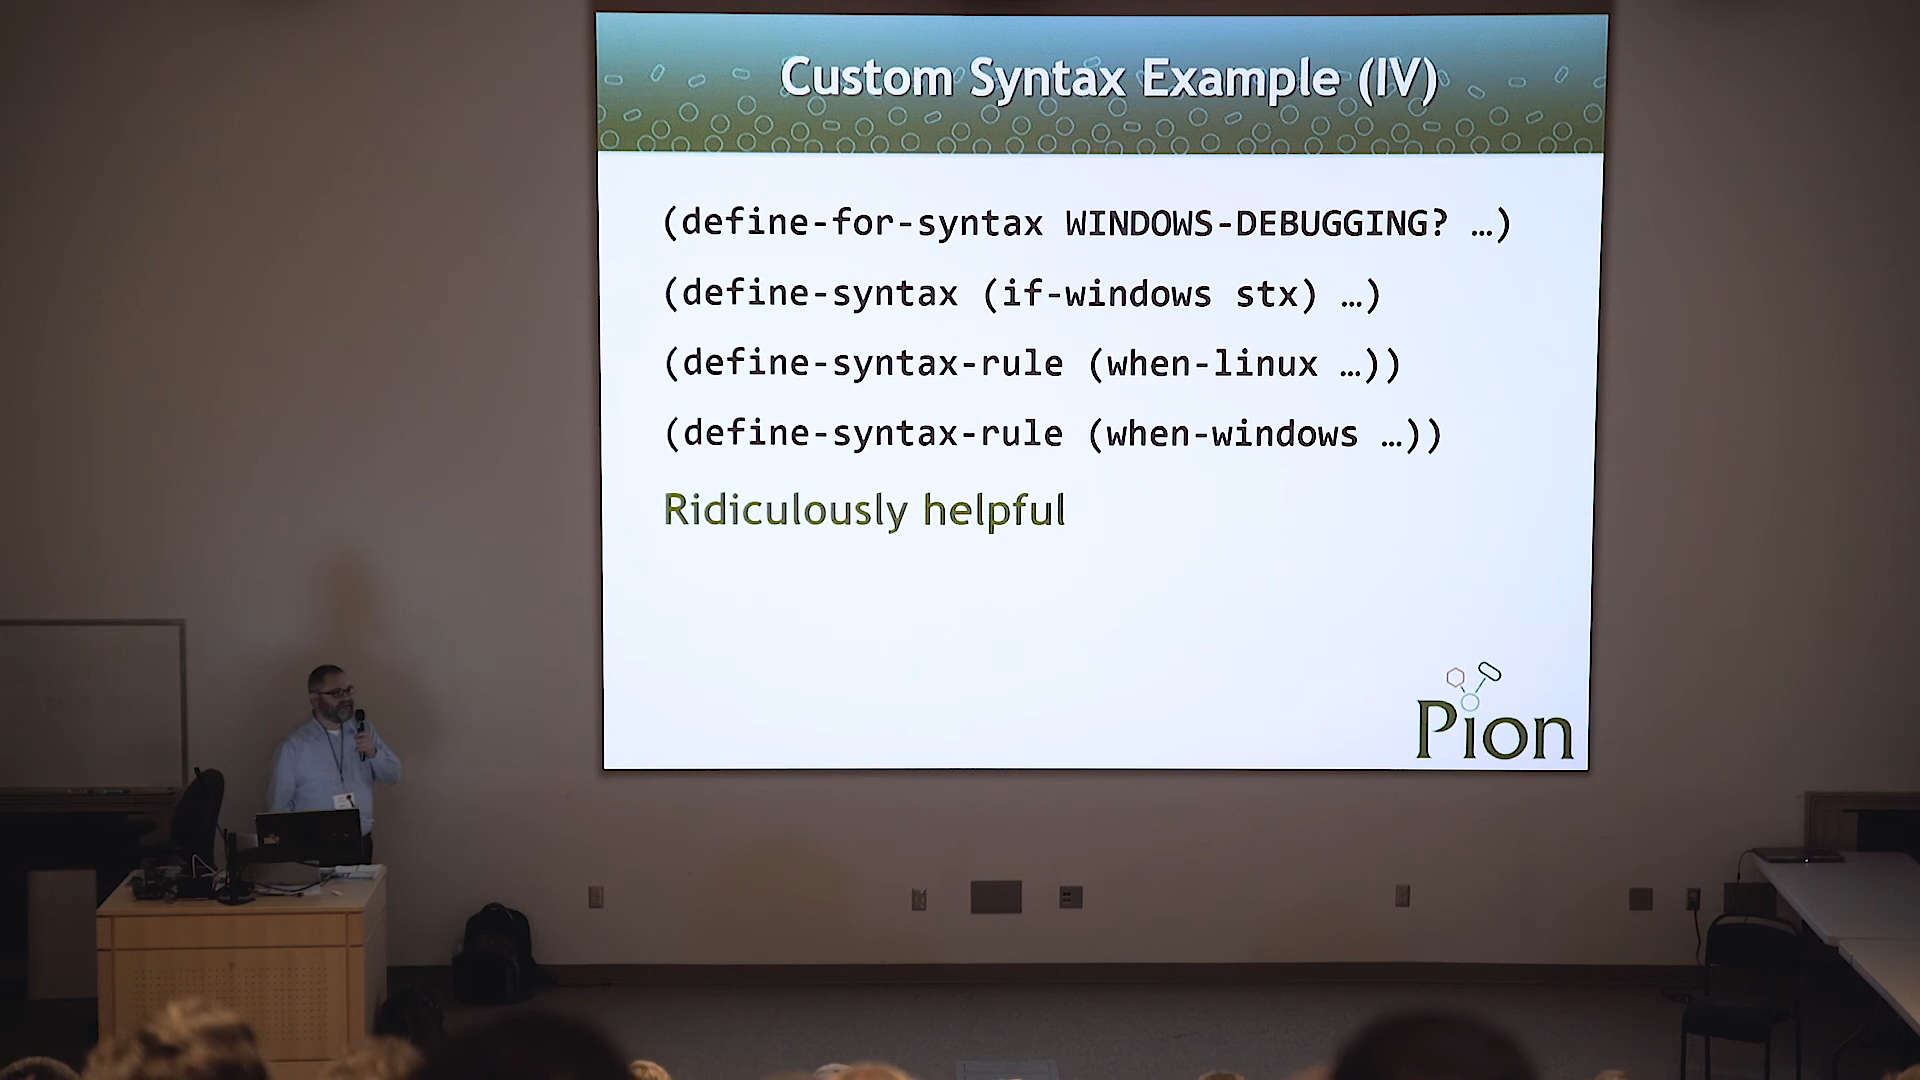 Custom Syntax Example (IV)
(define-for-syntax WINDOWS-DEBUGGING? …)
(define-syntax (if-windows stx) …)
(define-syntax-rule (when-linux …))
(define-syntax-rule (when-windows …))
Ridiculously helpful
Pion